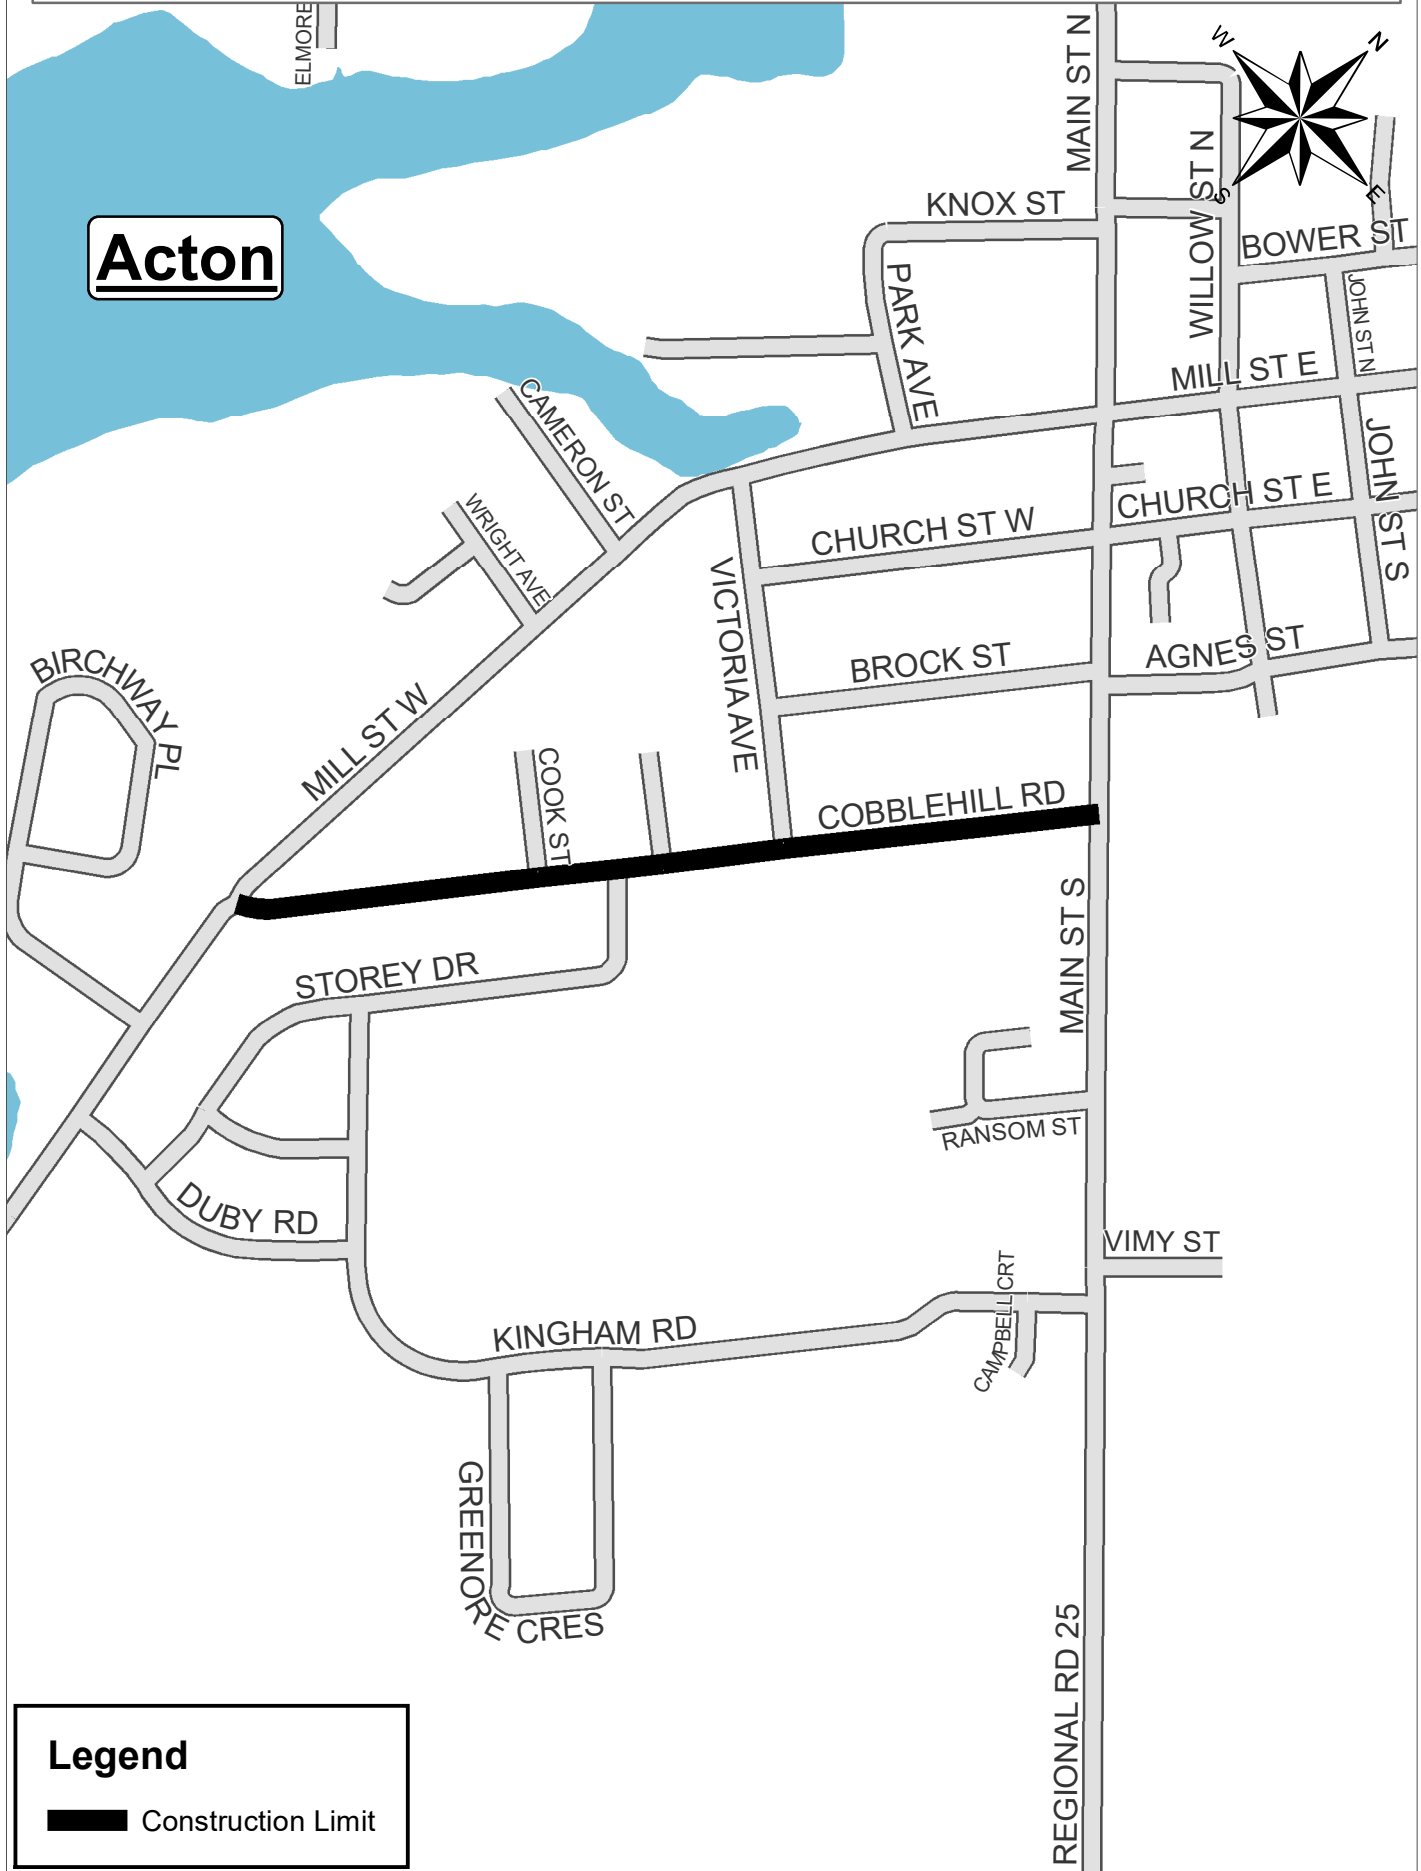 ELMORE
MAIN ST N
W
N
S
E
WILLOW ST N
KNOX ST
BOWER ST
Acton
PARK AVE
JOHN ST N
MILL ST E
CAMERON ST
JOHN ST S
WRIGHT AVE
CHURCH ST W
CHURCH ST E
VICTORIA AVE
BROCK ST
AGNES ST
BIRCHWAY PL
MILL ST W
COOK ST
COBBLEHILL RD
MAIN ST S
STOREY DR
RANSOM ST
DUBY RD
VIMY ST
CAMPBELL CRT
KINGHAM RD
GREENORE CRES
REGIONAL RD 25
Legend
Construction Limit